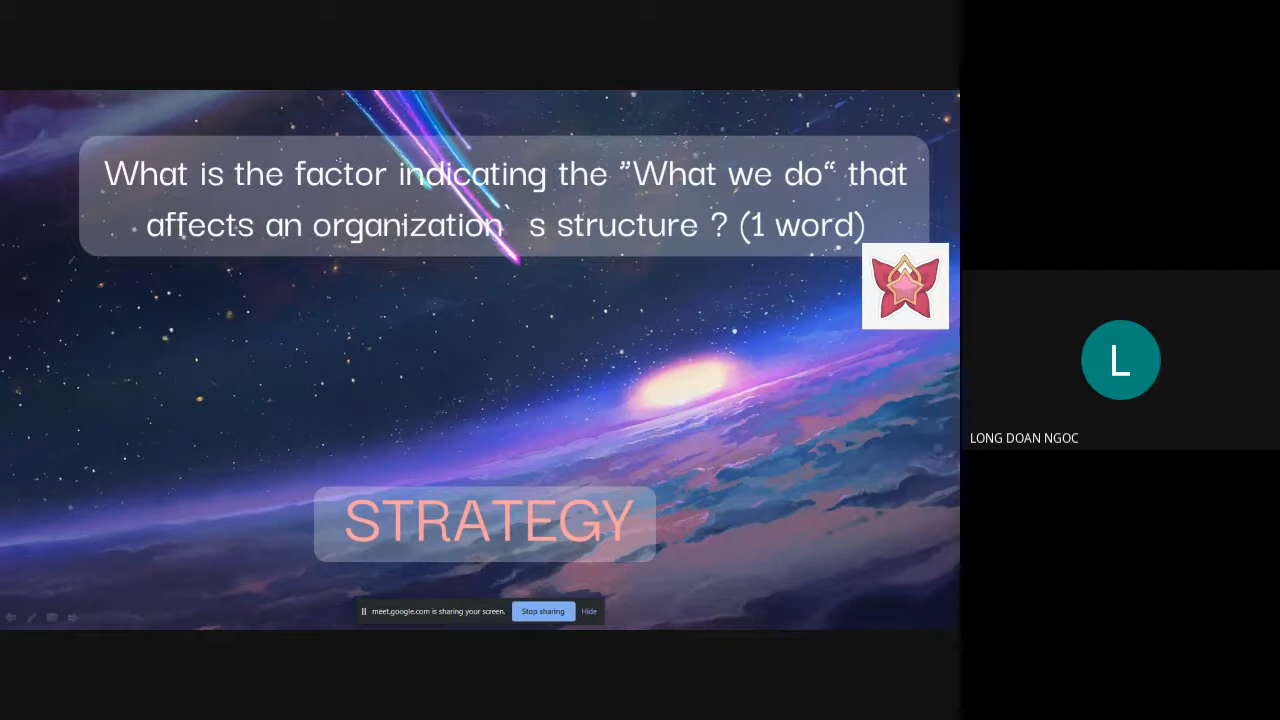 What is the factor indicating the ”What we do“ that
affects an organization`s structure ? (1 word)
STRATEGY
meet.google.com is sharing your screen.
Stop sharing
Hide
L
LONG DOAN NGOC